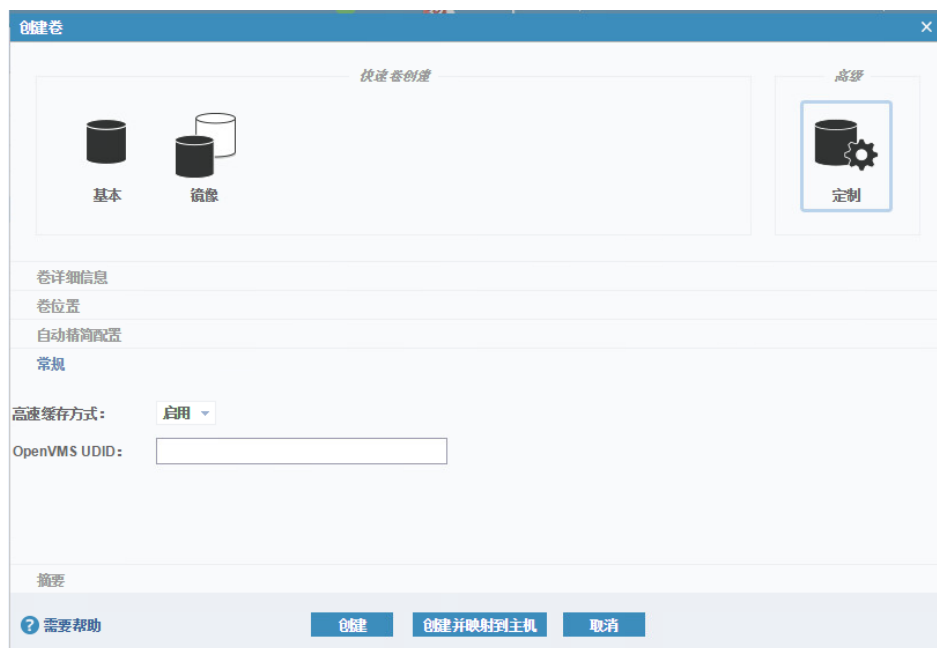 创建卷
快速卷创建
高级
基本
镜像
定制
卷详细信息
卷位置
自动精简配置
常规
高速缓存方式： 启用
OpenVMS UDID：
摘要
需要帮助 创建 创建并映射到主机 取消